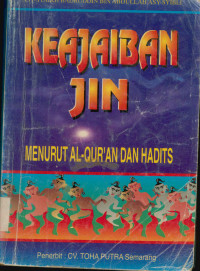 KEAJAIBAN
JIN
MENURUT AL-QUR'AN DAN HADITS
Penerbit : CV. TOHA PUTRA Semarang